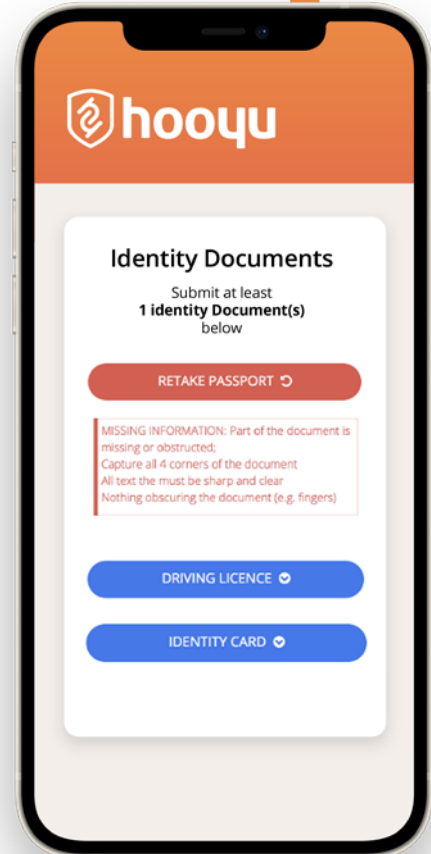 hooyu
Identity Documents
Submit at least
1 identity Document(s)
below
RETAKE PASSPORT
MISSING INFORMATION: Part of the document is
missing or obstructed;
Capture all 4 corners of the document
All text the must be sharp and clear
Nothing obscuring the document (e.g. fingers)
DRIVING LICENCE
IDENTITY CARD